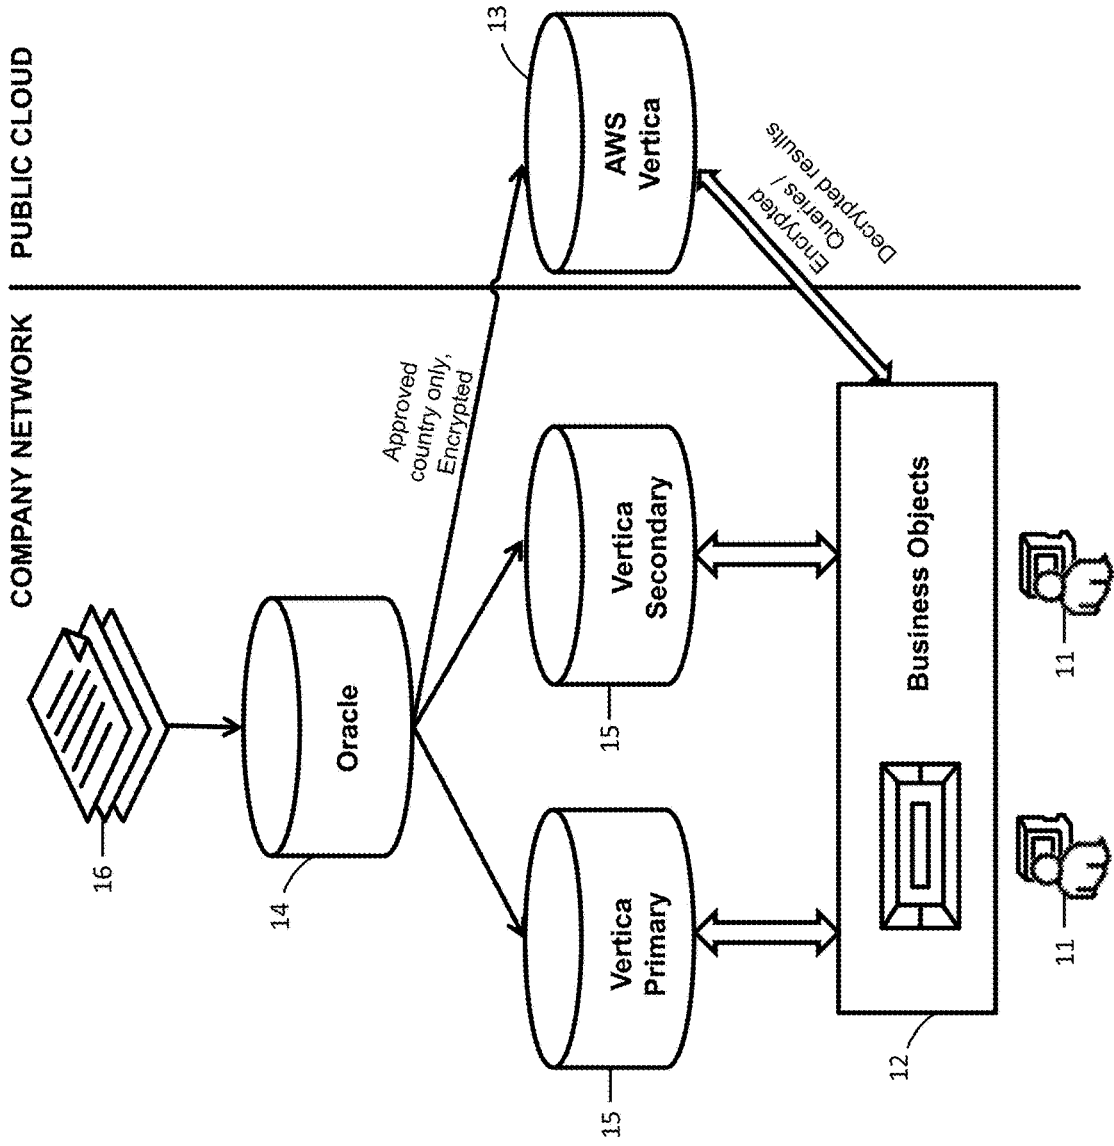 COMPANY NETWORK
PUBLIC CLOUD
16
14
Oracle
Approved
country only,
Encrypted
13
15
Vertica
Primary
15
Vertica
Secondary
AWS
Vertica
Encrypted
Queries /
Decrypted results
12
Business Objects
11
11